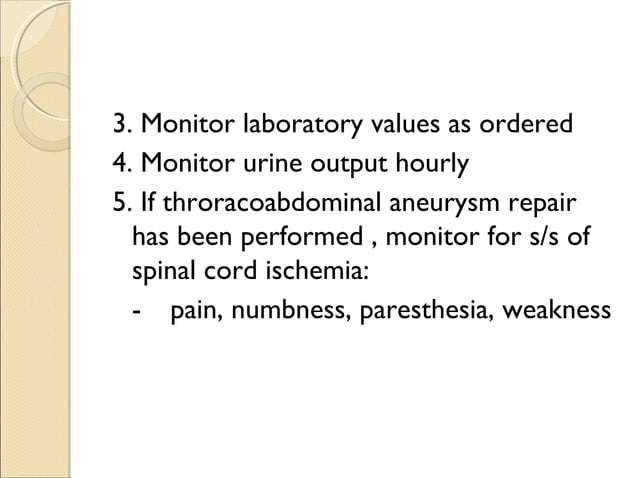 3. Monitor laboratory values as ordered
4. Monitor urine output hourly
5. If throracoabdominal aneurysm repair
has been performed , monitor for s/s of
spinal cord ischemia:
- pain, numbness, paresthesia, weakness